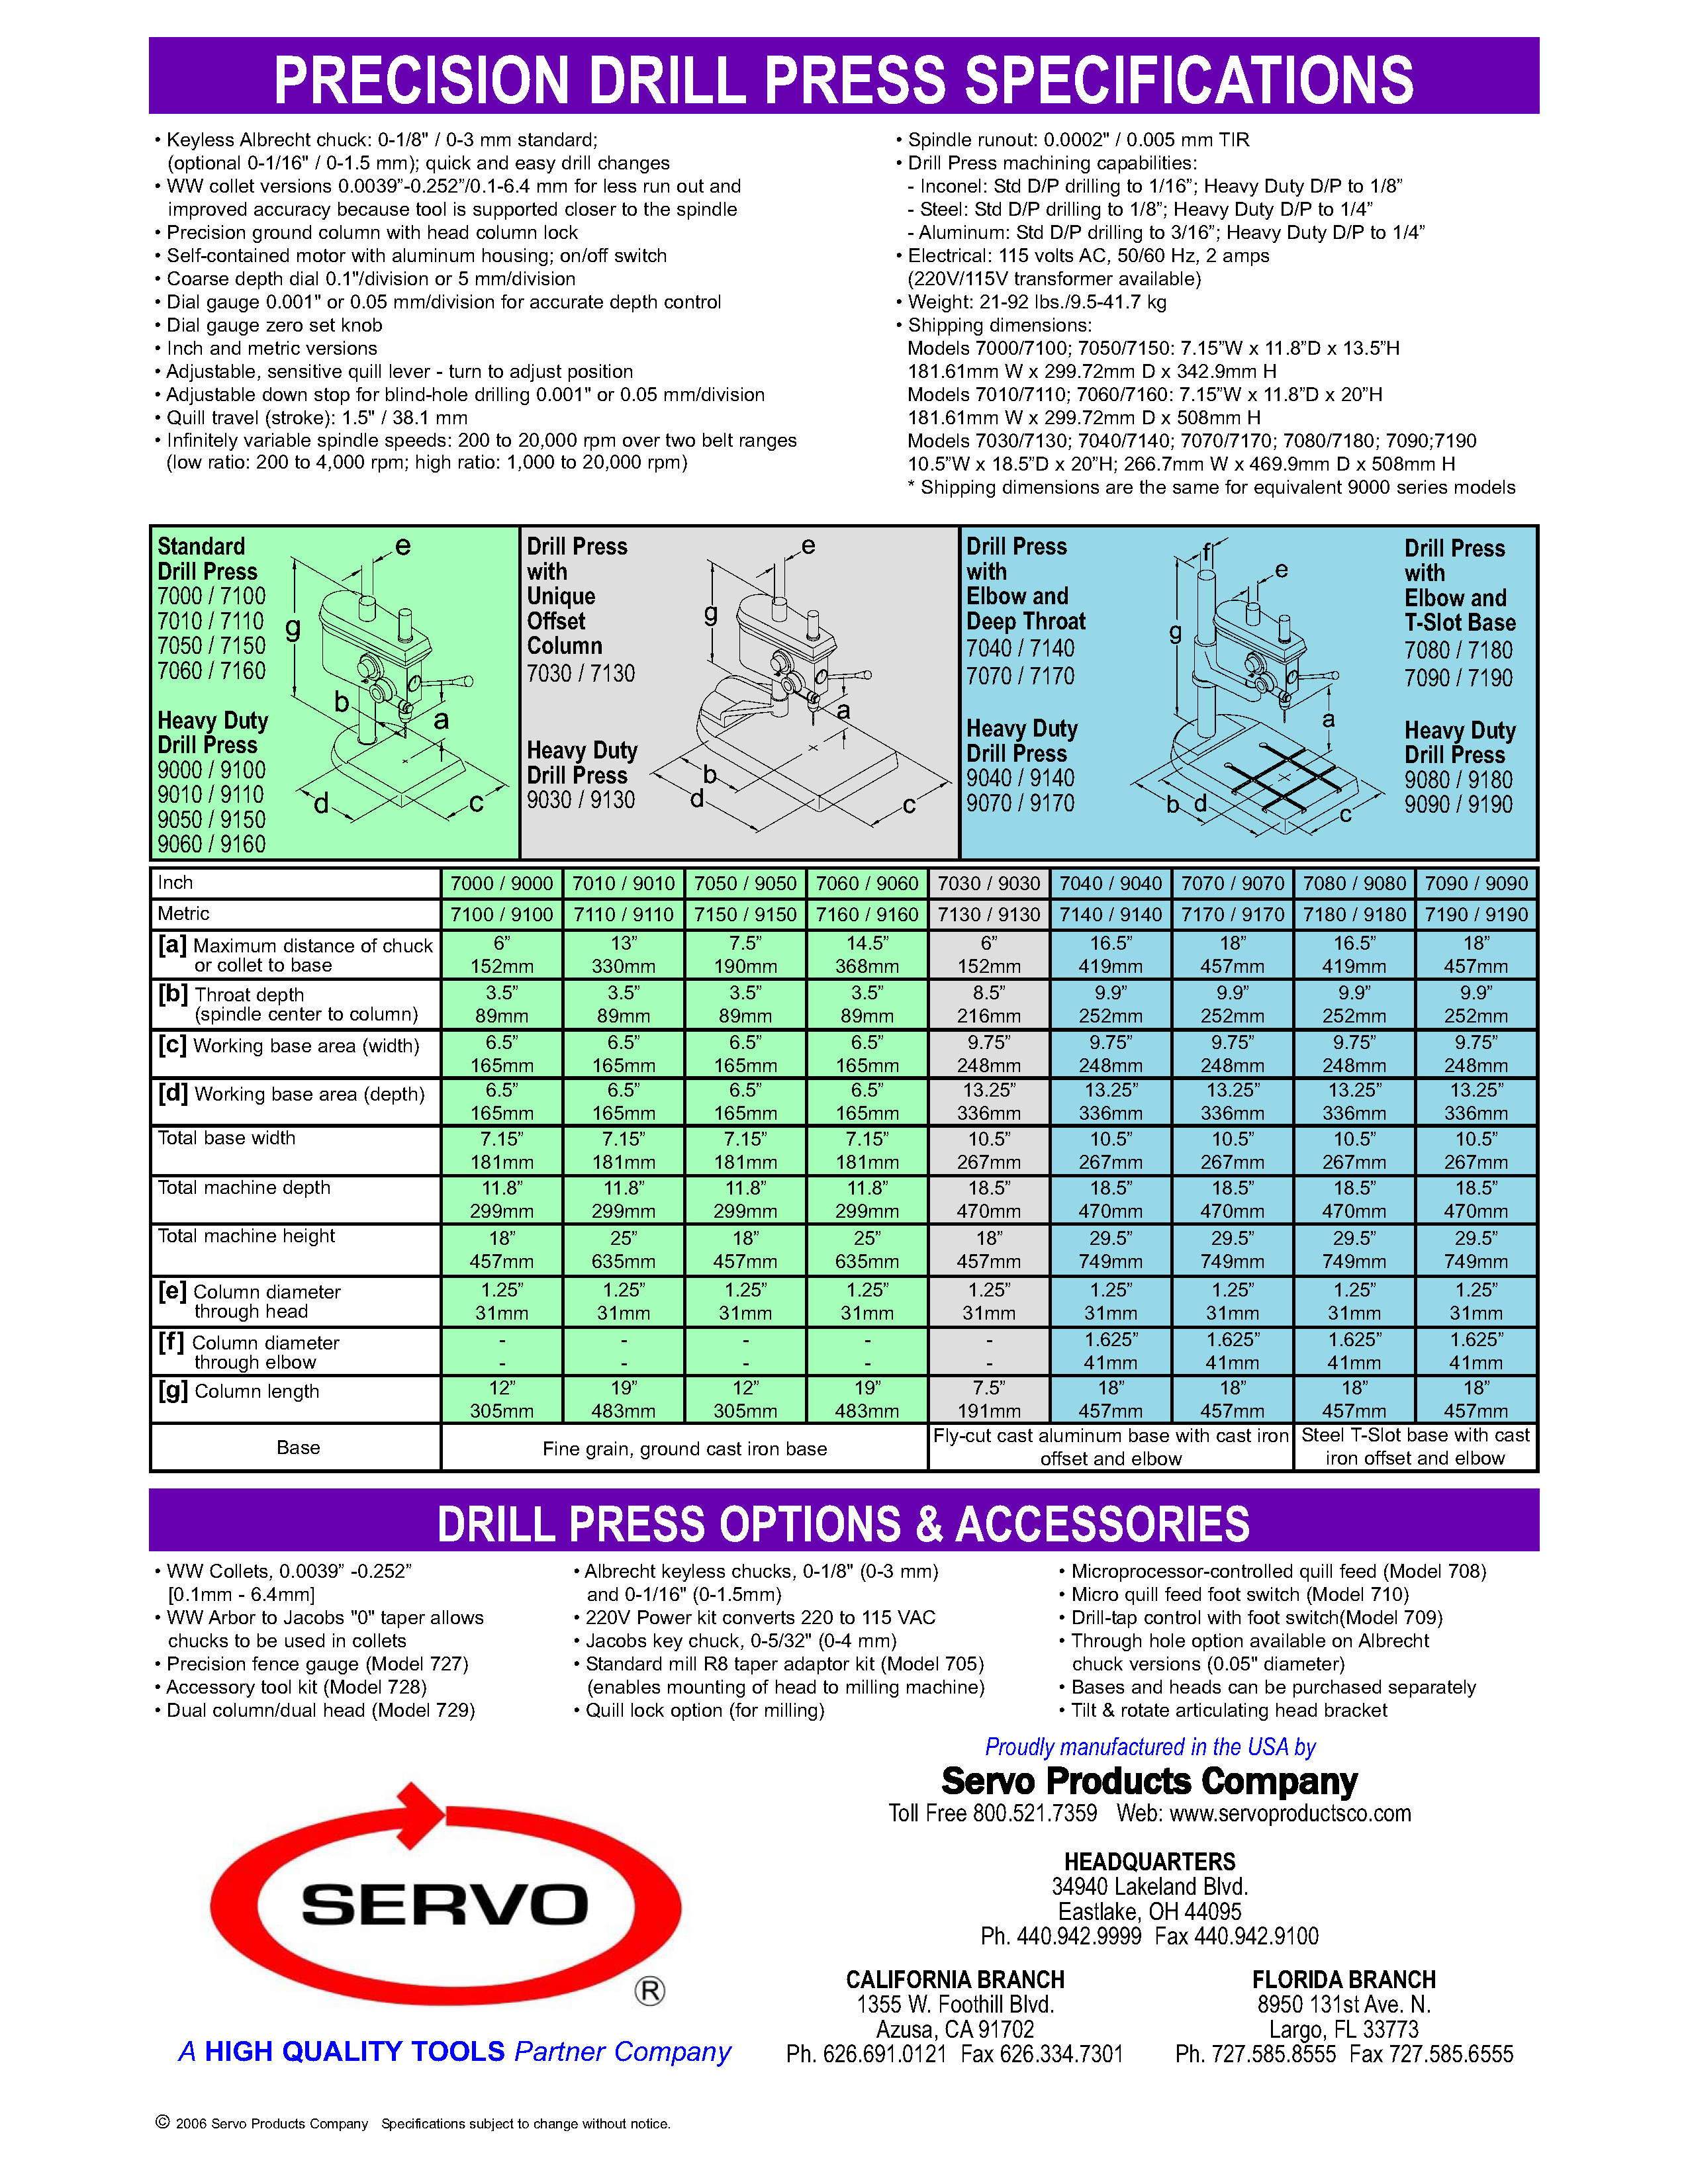 PRECISION DRILL PRESS SPECIFICATIONS
• Keyless Albrecht chuck: 0-1/8" / 0-3 mm standard;
(optional 0-1/16" / 0-1.5 mm); quick and easy drill changes
• WW collet versions 0.0039”-0.252”/0.1-6.4 mm for less run out and
improved accuracy because tool is supported closer to the spindle
• Precision ground column with head column lock
• Self-contained motor with aluminum housing; on/off switch
• Coarse depth dial 0.1"/division or 5 mm/division
• Dial gauge 0.001" or 0.05 mm/division for accurate depth control
• Dial gauge zero set knob
• Inch and metric versions
• Adjustable, sensitive quill lever - turn to adjust position
• Adjustable down stop for blind-hole drilling 0.001" or 0.05 mm/division
• Quill travel (stroke): 1.5" / 38.1 mm
• Infinitely variable spindle speeds: 200 to 20,000 rpm over two belt ranges
(low ratio: 200 to 4,000 rpm; high ratio: 1,000 to 20,000 rpm)
• Spindle runout: 0.0002" / 0.005 mm TIR
• Drill Press machining capabilities:
- Inconel: Std D/P drilling to 1/16”; Heavy Duty D/P to 1/8”
- Steel: Std D/P drilling to 1/8”; Heavy Duty D/P to 1/4”
- Aluminum: Std D/P drilling to 3/16”; Heavy Duty D/P to 1/4”
• Electrical: 115 volts AC, 50/60 Hz, 2 amps
(220V/115V transformer available)
• Weight: 21-92 lbs./9.5-41.7 kg
• Shipping dimensions:
Models 7000/7100; 7050/7150: 7.15”W x 11.8”D x 13.5”H
181.61mm W x 299.72mm D x 342.9mm H
Models 7010/7110; 7060/7160: 7.15”W x 11.8”D x 20”H
181.61mm W x 299.72mm D x 508mm H
Models 7030/7130; 7040/7140; 7070/7170; 7080/7180; 7090;7190
10.5”W x 18.5”D x 20”H; 266.7mm W x 469.9mm D x 508mm H
* Shipping dimensions are the same for equivalent 9000 series models
Standard
Drill Press
7000 / 7100
7010 / 7110
7050 / 7150
7060 / 7160
Heavy Duty
Drill Press
9000 / 9100
9010 / 9110
9050 / 9150
9060 / 9160
e
g
b
a
d
c
Drill Press
with
Unique
Offset
Column
7030 / 7130
Heavy Duty
Drill Press
9030 / 9130
e
g
a
b
d
c
Drill Press
with
Elbow and
Deep Throat
7040 / 7140
7070 / 7170
Heavy Duty
Drill Press
9040 / 9140
9070 / 9170
f
e
g
a
b d
c
Drill Press
with
Elbow and
T-Slot Base
7080 / 7180
7090 / 7190
Heavy Duty
Drill Press
9080 / 9180
9090 / 9190
Inch 7000 / 9000 7010 / 9010 7050 / 9050 7060 / 9060 7030 / 9030 7040 / 9040 7070 / 9070 7080 / 9080 7090 / 9090
Metric 7100 / 9100 7110 / 9110 7150 / 9150 7160 / 9160 7130 / 9130 7140 / 9140 7170 / 9170 7180 / 9180 7190 / 9190
[a] Maximum distance of chuck 6” 13” 7.5” 14.5” 6” 16.5” 18” 16.5” 18”
or collet to base 152mm 330mm 190mm 368mm 152mm 419mm 457mm 419mm 457mm
[b] Throat depth 3.5” 3.5” 3.5” 3.5” 8.5” 9.9” 9.9” 9.9” 9.9”
(spindle center to column) 89mm 89mm 89mm 89mm 216mm 252mm 252mm 252mm 252mm
[c] Working base area (width) 6.5” 6.5” 6.5” 6.5” 9.75” 9.75” 9.75” 9.75” 9.75”
165mm 165mm 165mm 165mm 248mm 248mm 248mm 248mm 248mm
[d] Working base area (depth) 6.5” 6.5” 6.5” 6.5” 13.25” 13.25” 13.25” 13.25” 13.25”
165mm 165mm 165mm 165mm 336mm 336mm 336mm 336mm 336mm
Total base width 7.15” 7.15” 7.15” 7.15” 10.5” 10.5” 10.5” 10.5” 10.5”
181mm 181mm 181mm 181mm 267mm 267mm 267mm 267mm 267mm
Total machine depth 11.8” 11.8” 11.8” 11.8” 18.5” 18.5” 18.5” 18.5” 18.5”
299mm 299mm 299mm 299mm 470mm 470mm 470mm 470mm 470mm
Total machine height 18” 25” 18” 25” 18” 29.5” 29.5” 29.5” 29.5”
457mm 635mm 457mm 635mm 457mm 749mm 749mm 749mm 749mm
[e] Column diameter 1.25” 1.25” 1.25” 1.25” 1.25” 1.25” 1.25” 1.25” 1.25”
through head 31mm 31mm 31mm 31mm 31mm 31mm 31mm 31mm 31mm
[f] Column diameter - - - - - 1.625” 1.625” 1.625” 1.625”
through elbow - - - - - 41mm 41mm 41mm 41mm
[g] Column length 12” 19” 12” 19” 7.5” 18” 18” 18” 18”
305mm 483mm 305mm 483mm 191mm 457mm 457mm 457mm 457mm
Base
Fine grain, ground cast iron base
Fly-cut cast aluminum base with cast iron
offset and elbow
Steel T-Slot base with cast
iron offset and elbow
DRILL PRESS OPTIONS & ACCESSORIES
• WW Collets, 0.0039” -0.252”
[0.1mm - 6.4mm]
• WW Arbor to Jacobs "0" taper allows
chucks to be used in collets
• Precision fence gauge (Model 727)
• Accessory tool kit (Model 728)
• Dual column/dual head (Model 729)
• Albrecht keyless chucks, 0-1/8" (0-3 mm)
and 0-1/16" (0-1.5mm)
• 220V Power kit converts 220 to 115 VAC
• Jacobs key chuck, 0-5/32" (0-4 mm)
• Standard mill R8 taper adaptor kit (Model 705)
(enables mounting of head to milling machine)
• Quill lock option (for milling)
• Microprocessor-controlled quill feed (Model 708)
• Micro quill feed foot switch (Model 710)
• Drill-tap control with foot switch(Model 709)
• Through hole option available on Albrecht
chuck versions (0.05" diameter)
• Bases and heads can be purchased separately
• Tilt & rotate articulating head bracket
SERVO
®
A HIGH QUALITY TOOLS Partner Company
Proudly manufactured in the USA by
Servo Products Company
Toll Free 800.521.7359 Web: www.servoproductsco.com
HEADQUARTERS
34940 Lakeland Blvd.
Eastlake, OH 44095
Ph. 440.942.9999 Fax 440.942.9100
CALIFORNIA BRANCH
1355 W. Foothill Blvd.
Azusa, CA 91702
Ph. 626.691.0121 Fax 626.334.7301
FLORIDA BRANCH
8950 131st Ave. N.
Largo, FL 33773
Ph. 727.585.8555 Fax 727.585.6555
© 2006 Servo Products Company Specifications subject to change without notice.